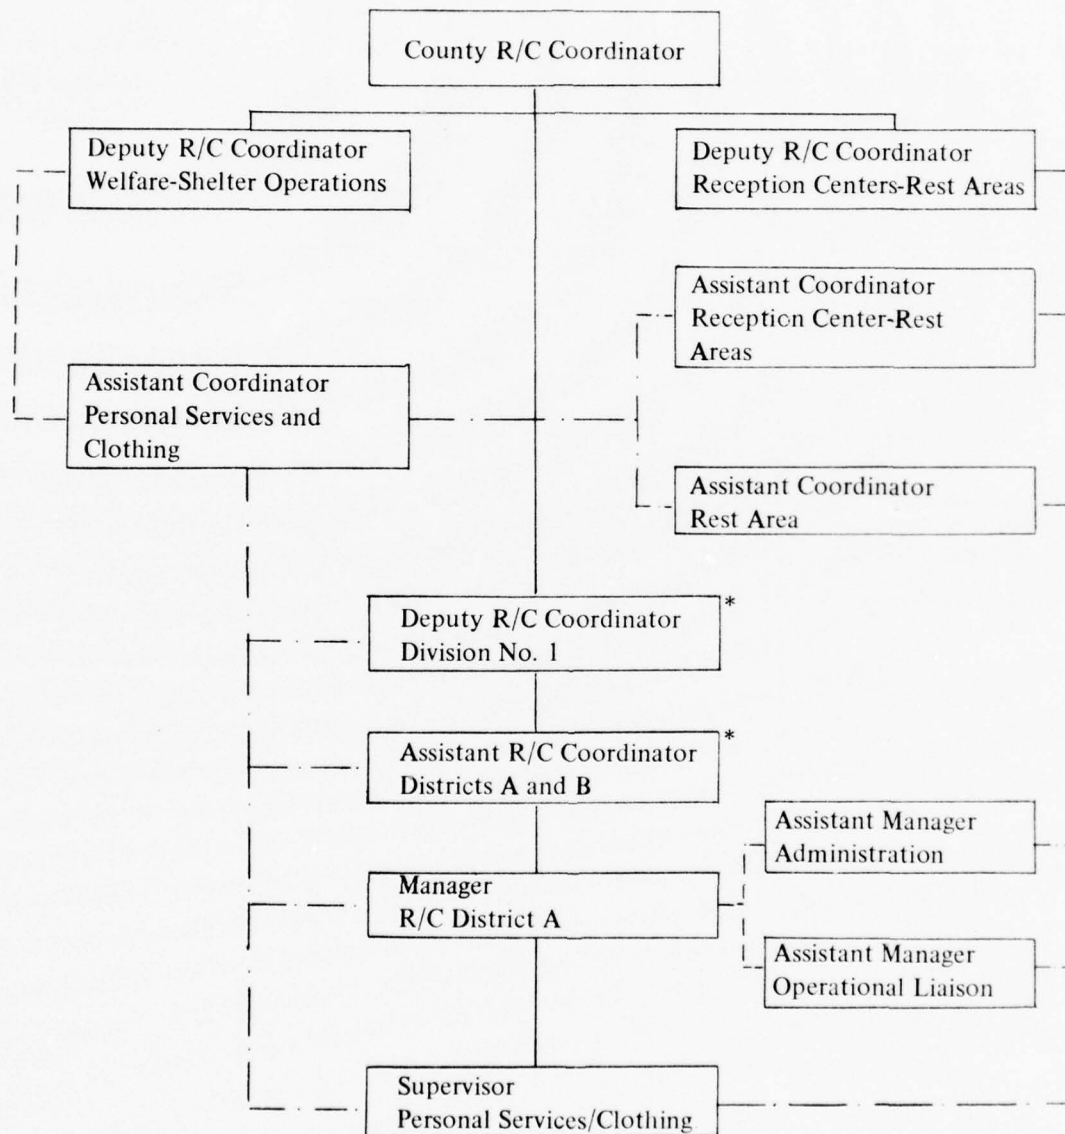 County R/C Coordinator
Deputy R/C Coordinator
Welfare-Shelter Operations
Deputy R/C Coordinator
Reception Centers-Rest Areas
Assistant Coordinator
Reception Center-Rest
Areas
Assistant Coordinator
Personal Services and
Clothing
Assistant Coordinator
Rest Area
Deputy R/C Coordinator *
Division No. 1
Assistant R/C Coordinator *
Districts A and B
Assistant Manager
Administration
Manager
R/C District A
Assistant Manager
Operational Liaison
Supervisor
Personal Services/Clothing